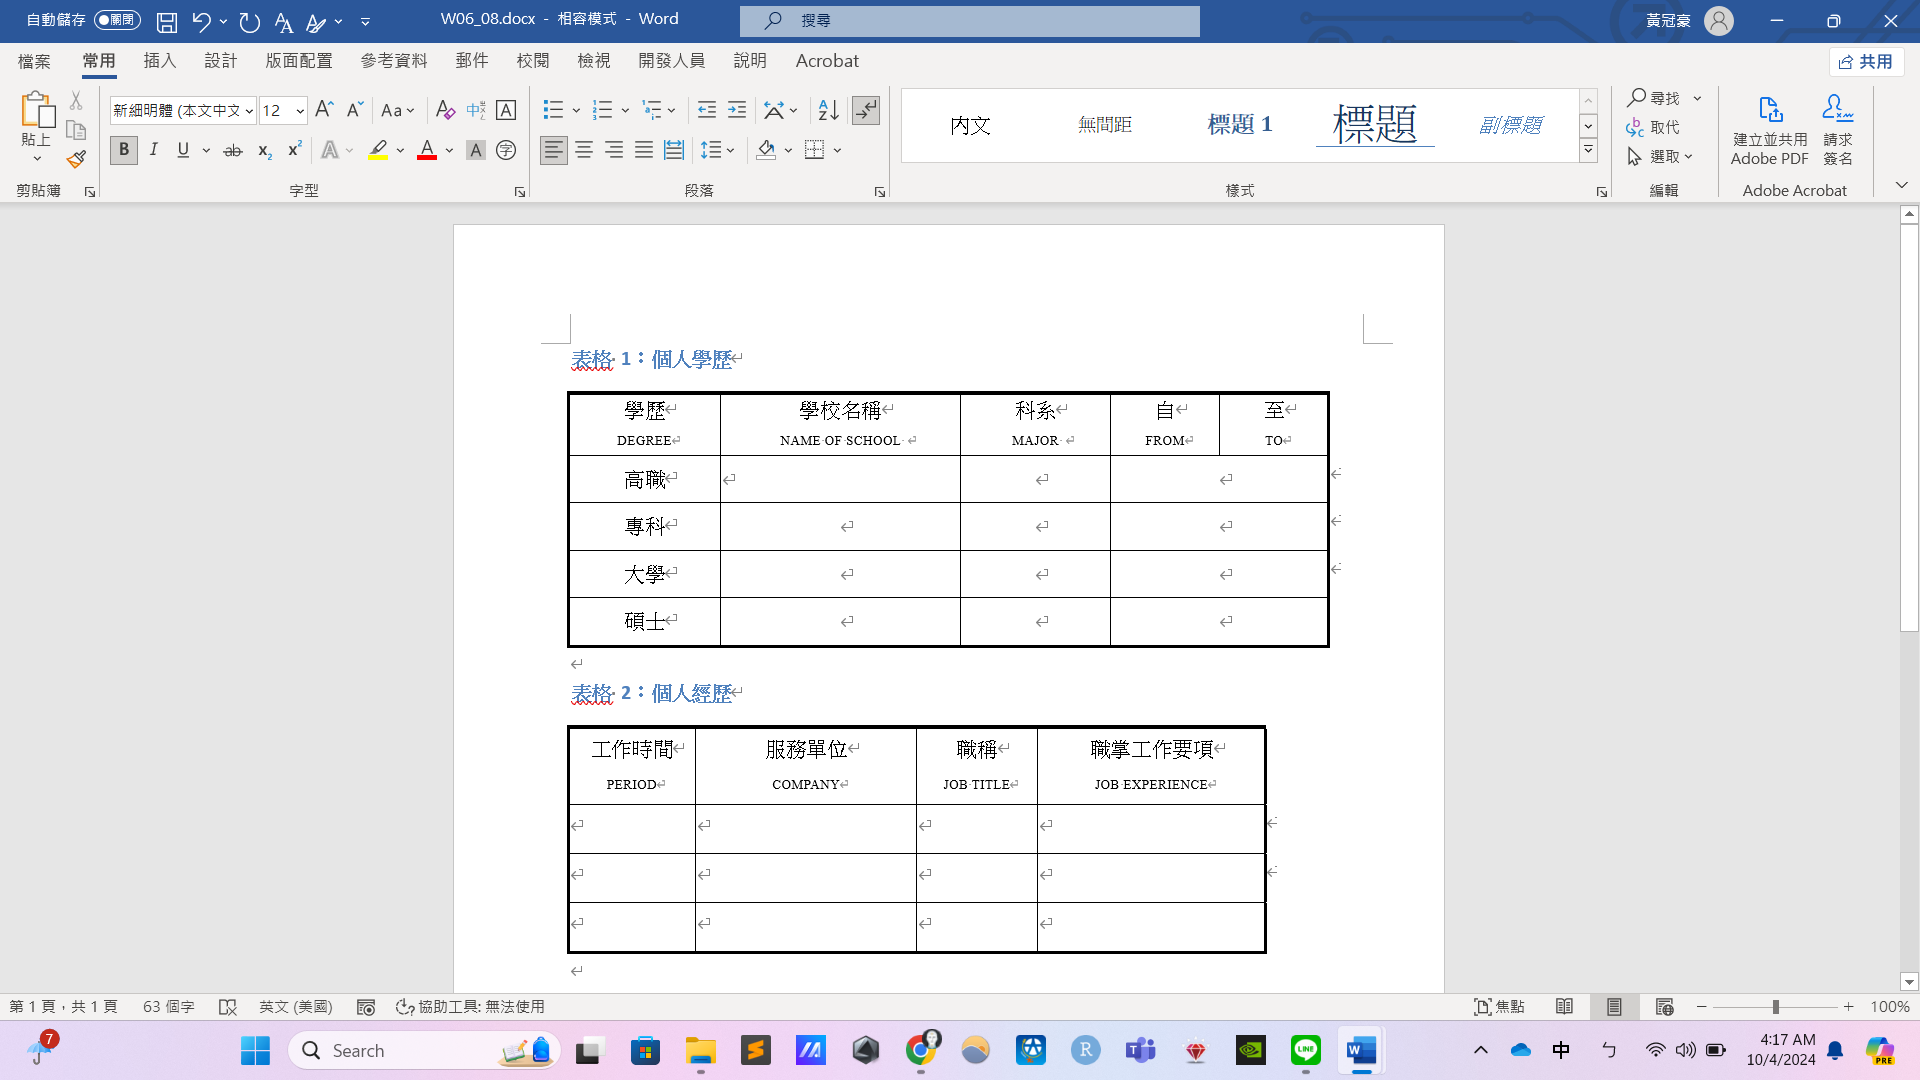 自動儲存 關閉 W06_08.docx - 相容模式 - Word 搜尋 黃冠豪
檔案 常用 插入 設計 版面配置 參考資料 郵件 校閱 檢視 開發人員 說明 Acrobat 共用
貼上
剪貼簿
新細明體 (本文中文 12
字型
段落
內文 無間距 標題 1 標題 副標題
樣式
尋找
取代
選取
編輯
建立並共用 Adobe PDF
請求簽名
Adobe Acrobat
表格 1：個人學歷
學歷 學校名稱 科系 自 至
DEGREE NAME OF SCHOOL MAJOR FROM TO
高職
專科
大學
碩士
表格 2：個人經歷
工作時間 服務單位 職稱 職掌工作要項
PERIOD COMPANY JOB TITLE JOB EXPERIENCE
第 1 頁，共 1 頁 63 個字 英文 (美國) 協助工具: 無法使用 焦點 100%
7 Search 中 ㄅ 4:17 AM
10/4/2024